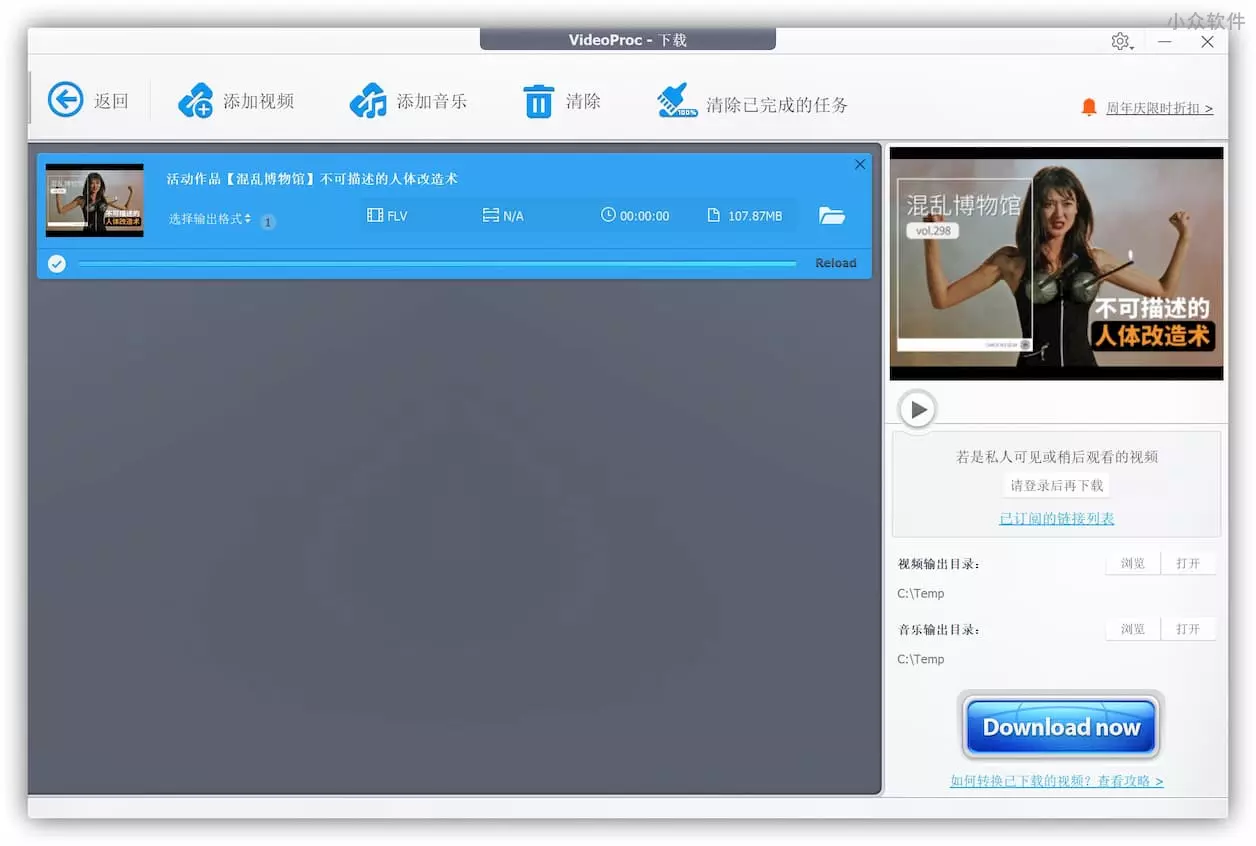 小众软件
VideoProc - 下载
返回
添加视频
添加音乐
清除
100%
清除已完成的任务
周年庆限时折扣 >
活动作品【混乱博物馆】不可描述的人体改造术
选择输出格式
1
FLV
N/A
00:00:00
107.87MB
Reload
混乱博物馆
vol.298
不可描述的
人体改造术
若是私人可见或稍后观看的视频
请登录后再下载
已订阅的链接列表
视频输出目录:
浏览
打开
C:\Temp
音乐输出目录:
浏览
打开
C:\Temp
Download now
如何转换已下载的视频? 查看攻略 >